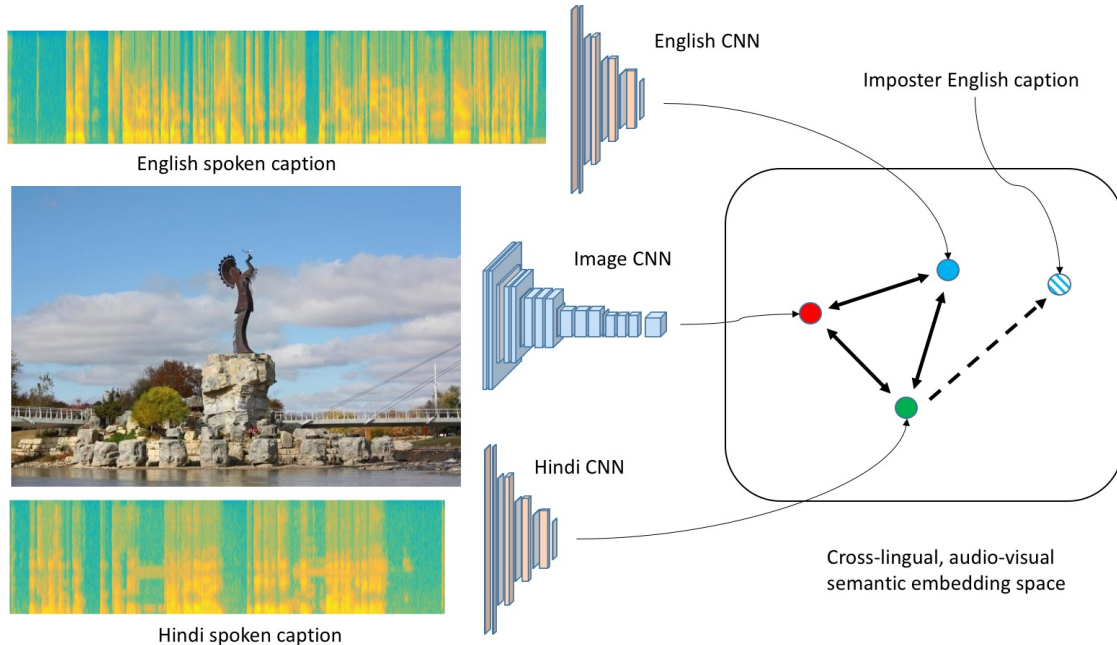 English CNN
Imposter English caption
English spoken caption
Image CNN
Hindi CNN
Cross-lingual, audio-visual
semantic embedding space
Hindi spoken caption